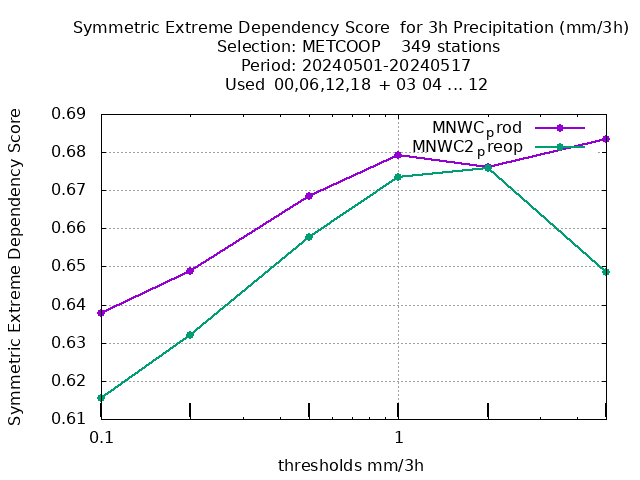 Symmetric Extreme Dependency Score  for 3h Precipitation (mm/3h)
Selection: METCOOP    349 stations
Period: 20240501-20240517
Used  00,06,12,18  + 03 04 ... 12
Symmetric Extreme Dependency Score
0.69
0.68
0.67
0.66
0.65
0.64
0.63
0.62
0.61
MNWCprod
MNWC2preop
0.1
1
thresholds mm/3h